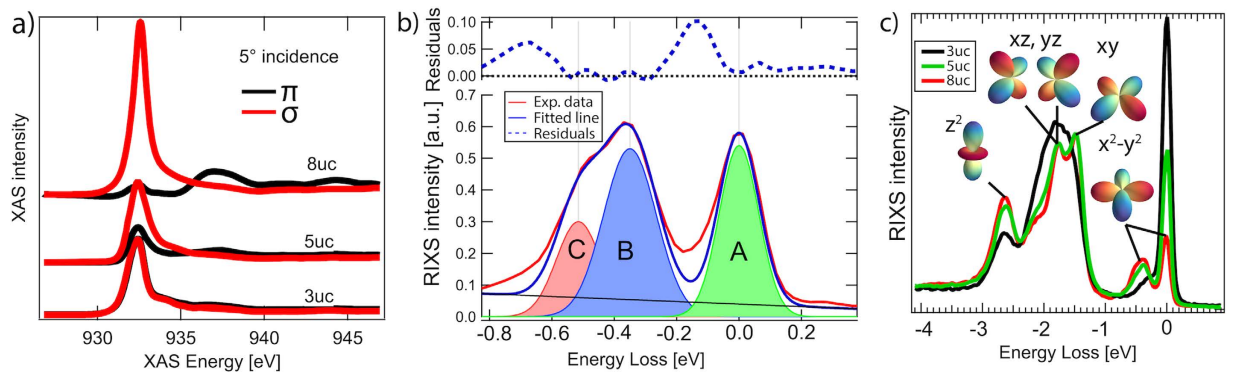 a)
5° incidence
π
σ
8uc
5uc
3uc
XAS intensity
930
935
940
945
XAS Energy [eV]
b)
Residuals
0.10
0.05
0.00
0.7
0.6
0.5
0.4
0.3
0.2
0.1
0.0
RIXS intensity [a.u.]
Exp. data
Fitted line
Residuals
C
B
A
-0.8
-0.6
-0.4
-0.2
0.0
0.2
Energy Loss [eV]
c)
3uc
5uc
8uc
xz, yz
xy
z²
x²-y²
RIXS intensity
-4
-3
-2
-1
0
Energy Loss [eV]